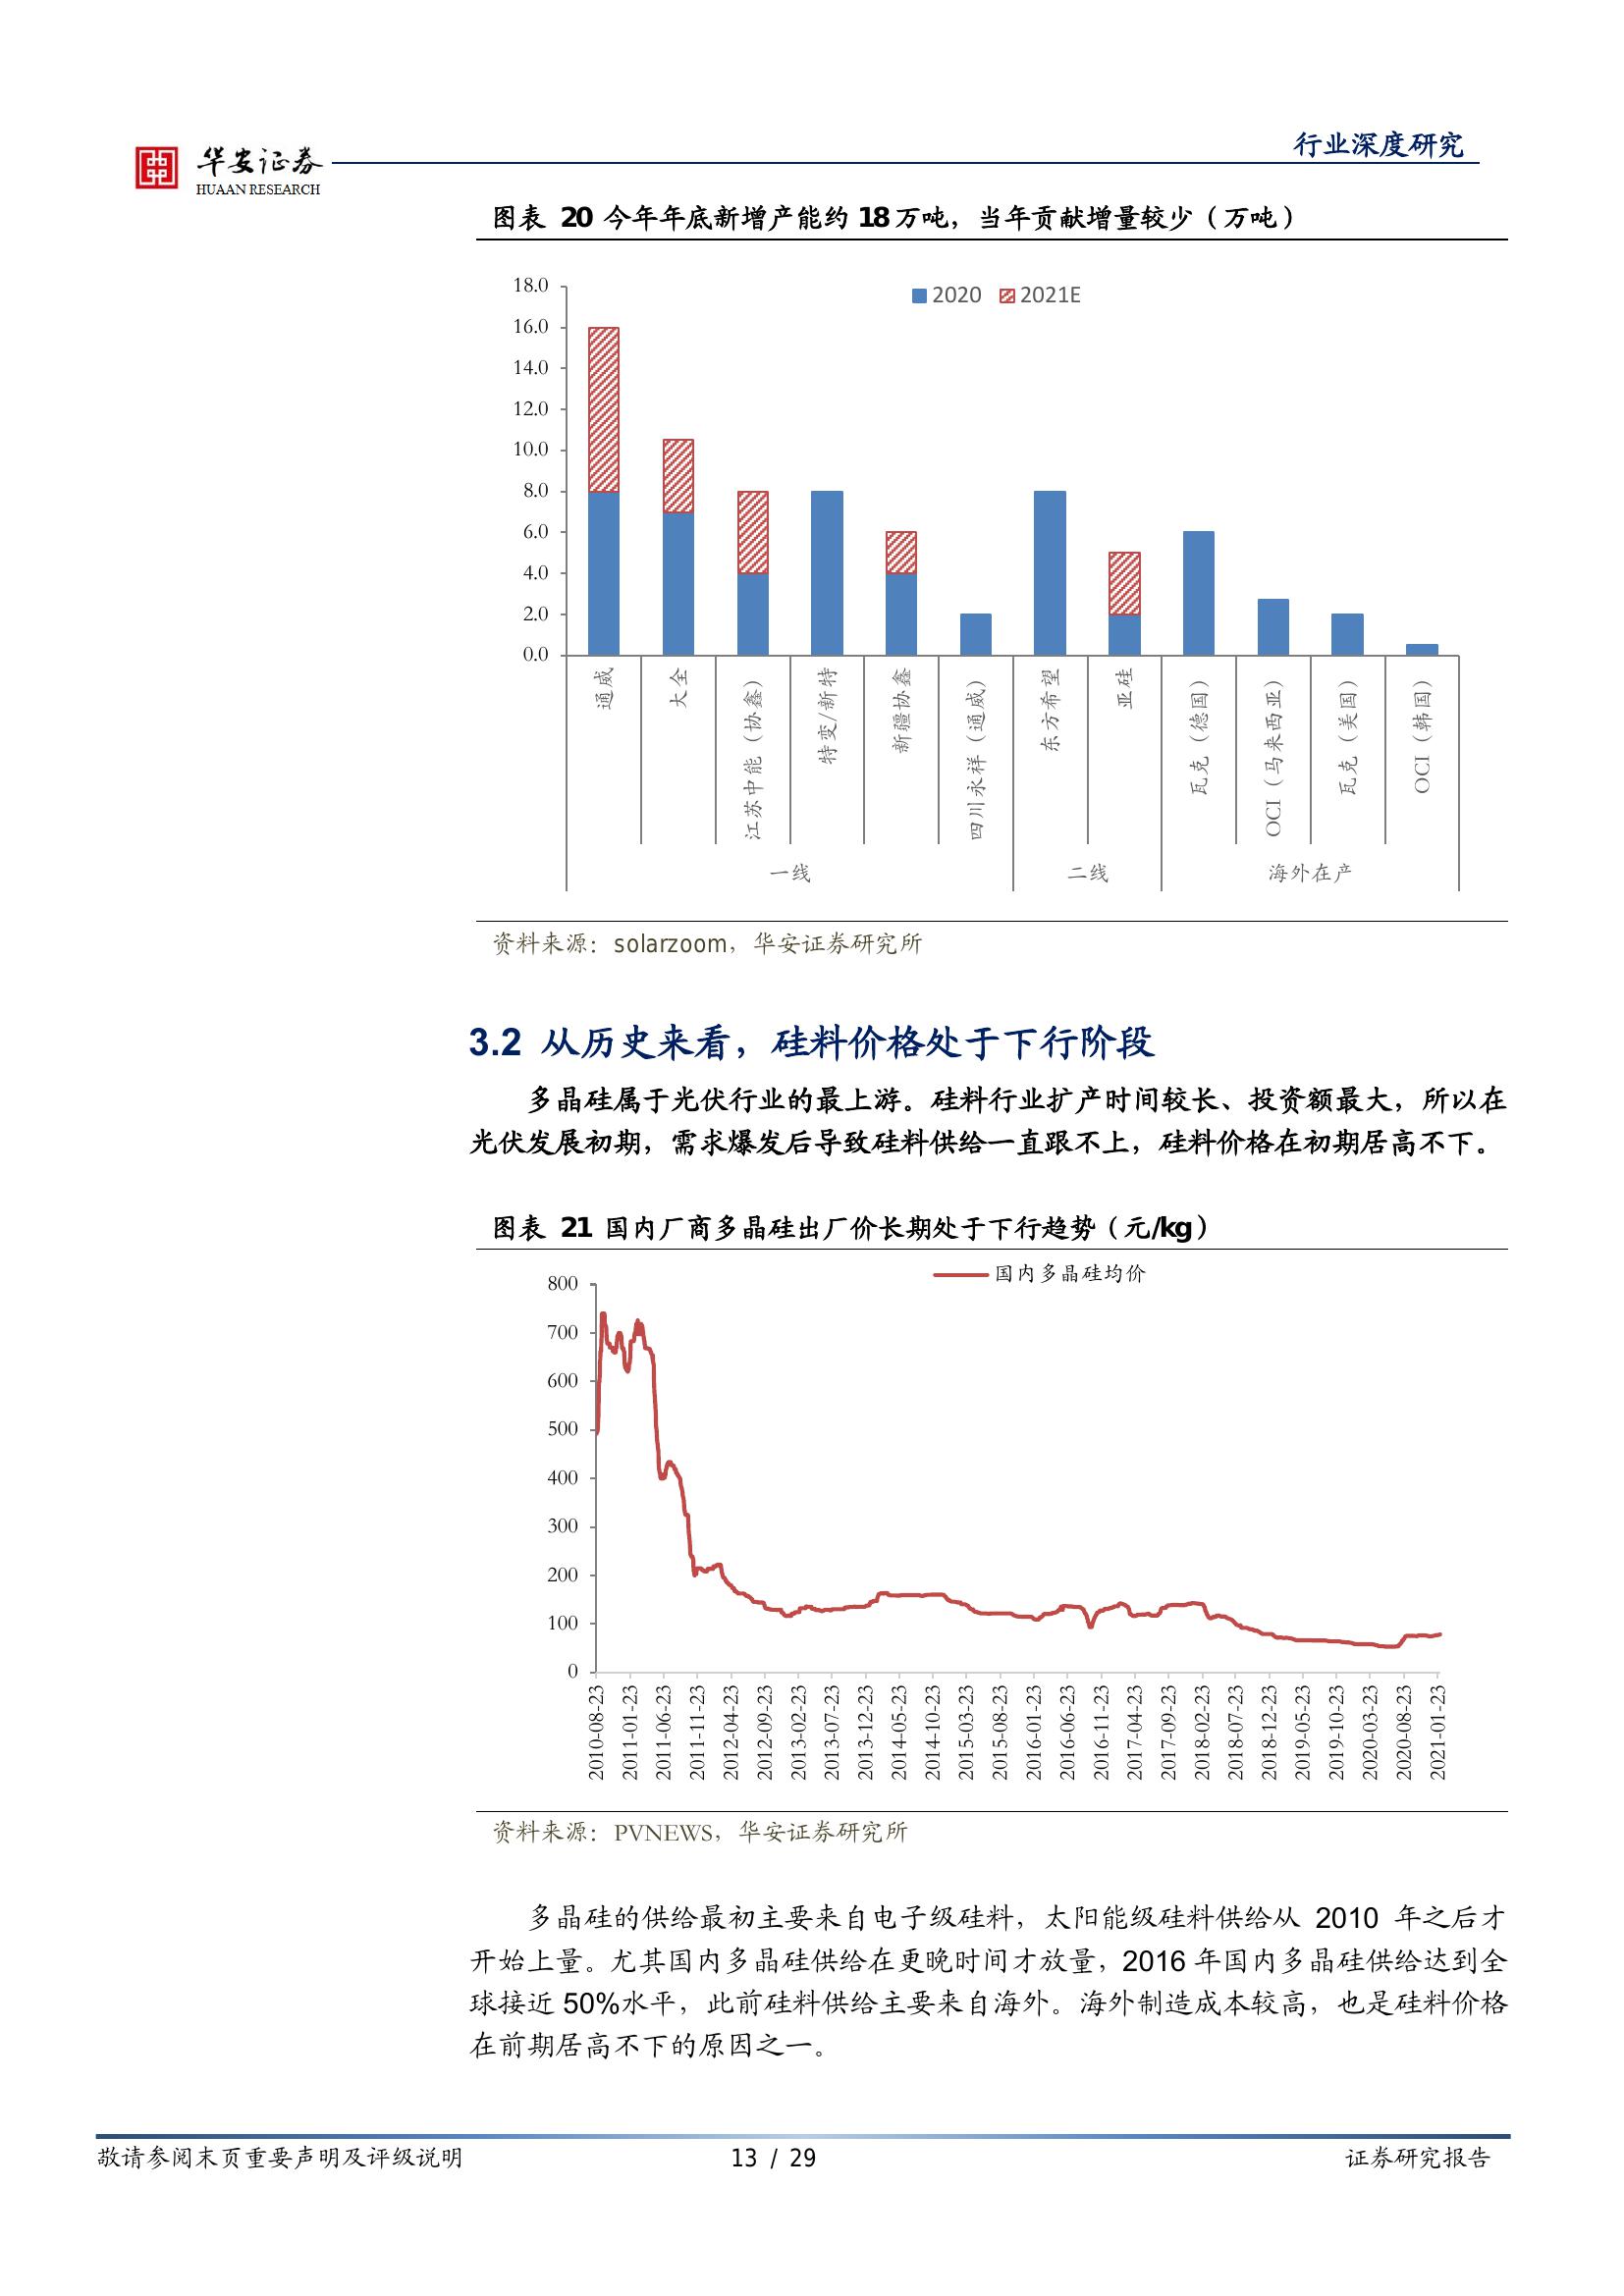 华安证券
HUAAN RESEARCH
行业深度研究
图表 20 今年年底新增产能约 18 万吨，当年贡献增量较少（万吨）
2020 2021E
18.0
16.0
14.0
12.0
10.0
8.0
6.0
4.0
2.0
0.0
通威
大全
江苏中能（协鑫）
特变/新特
新疆协鑫
四川永祥（通威）
东方希望
亚硅
瓦克（德国）
OCI（马来西亚）
瓦克（美国）
OCI（韩国）
一线 二线 海外在产
资料来源：solarzoom，华安证券研究所
3.2 从历史来看，硅料价格处于下行阶段
多晶硅属于光伏行业的最上游。硅料行业扩产时间较长、投资额最大，所以在
光伏发展初期，需求爆发后导致硅料供给一直跟不上，硅料价格在初期居高不下。
图表 21 国内厂商多晶硅出厂价长期处于下行趋势（元/kg）
国内多晶硅均价
800
700
600
500
400
300
200
100
0
2010-08-23
2011-01-23
2011-06-23
2011-11-23
2012-04-23
2012-09-23
2013-02-23
2013-07-23
2013-12-23
2014-05-23
2014-10-23
2015-03-23
2015-08-23
2016-01-23
2016-06-23
2016-11-23
2017-04-23
2017-09-23
2018-02-23
2018-07-23
2018-12-23
2019-05-23
2019-10-23
2020-03-23
2020-08-23
2021-01-23
资料来源：PVNEWS，华安证券研究所
多晶硅的供给最初主要来自电子级硅料，太阳能级硅料供给从 2010 年之后才
开始上量。尤其国内多晶硅供给在更晚时间才放量，2016 年国内多晶硅供给达到全
球接近 50%水平，此前硅料供给主要来自海外。海外制造成本较高，也是硅料价格
在前期居高不下的原因之一。
敬请参阅末页重要声明及评级说明 13 / 29 证券研究报告